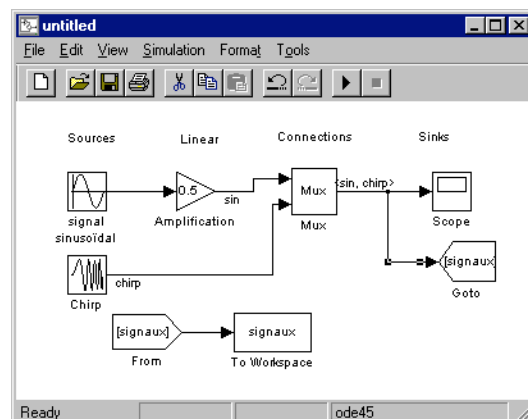 untitled
File Edit View Simulation Format Tools
Sources Linear Connections Sinks
0.5
sin
Mux
<sin, chirp>
signal
sinusoïdal
Amplification
Mux
Scope
chirp
Chirp
[signaux]
Goto
[signaux]
signaux
From
To Workspace
Ready
ode45